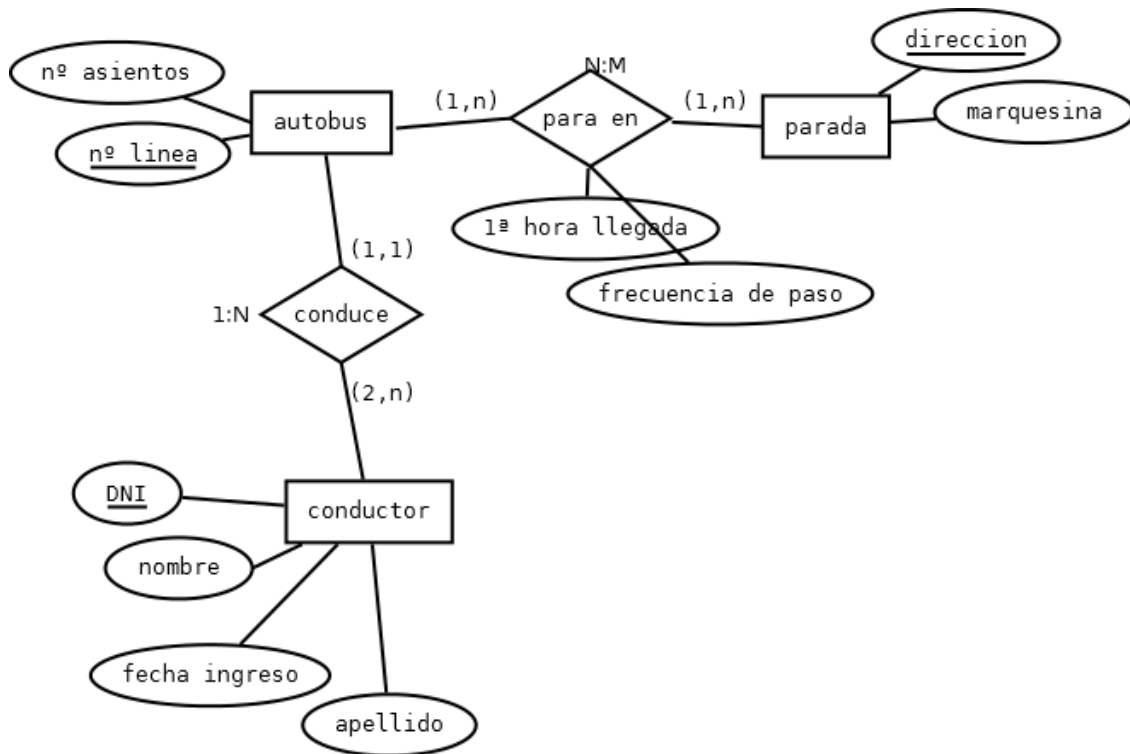 direccion
nº asientos
N:M
(1,n)
(1,n)
marquesina
autobus
para en
parada
nº linea
1ª hora llegada
(1,1)
frecuencia de paso
1:N
conduce
(2,n)
DNI
conductor
nombre
fecha ingreso
apellido